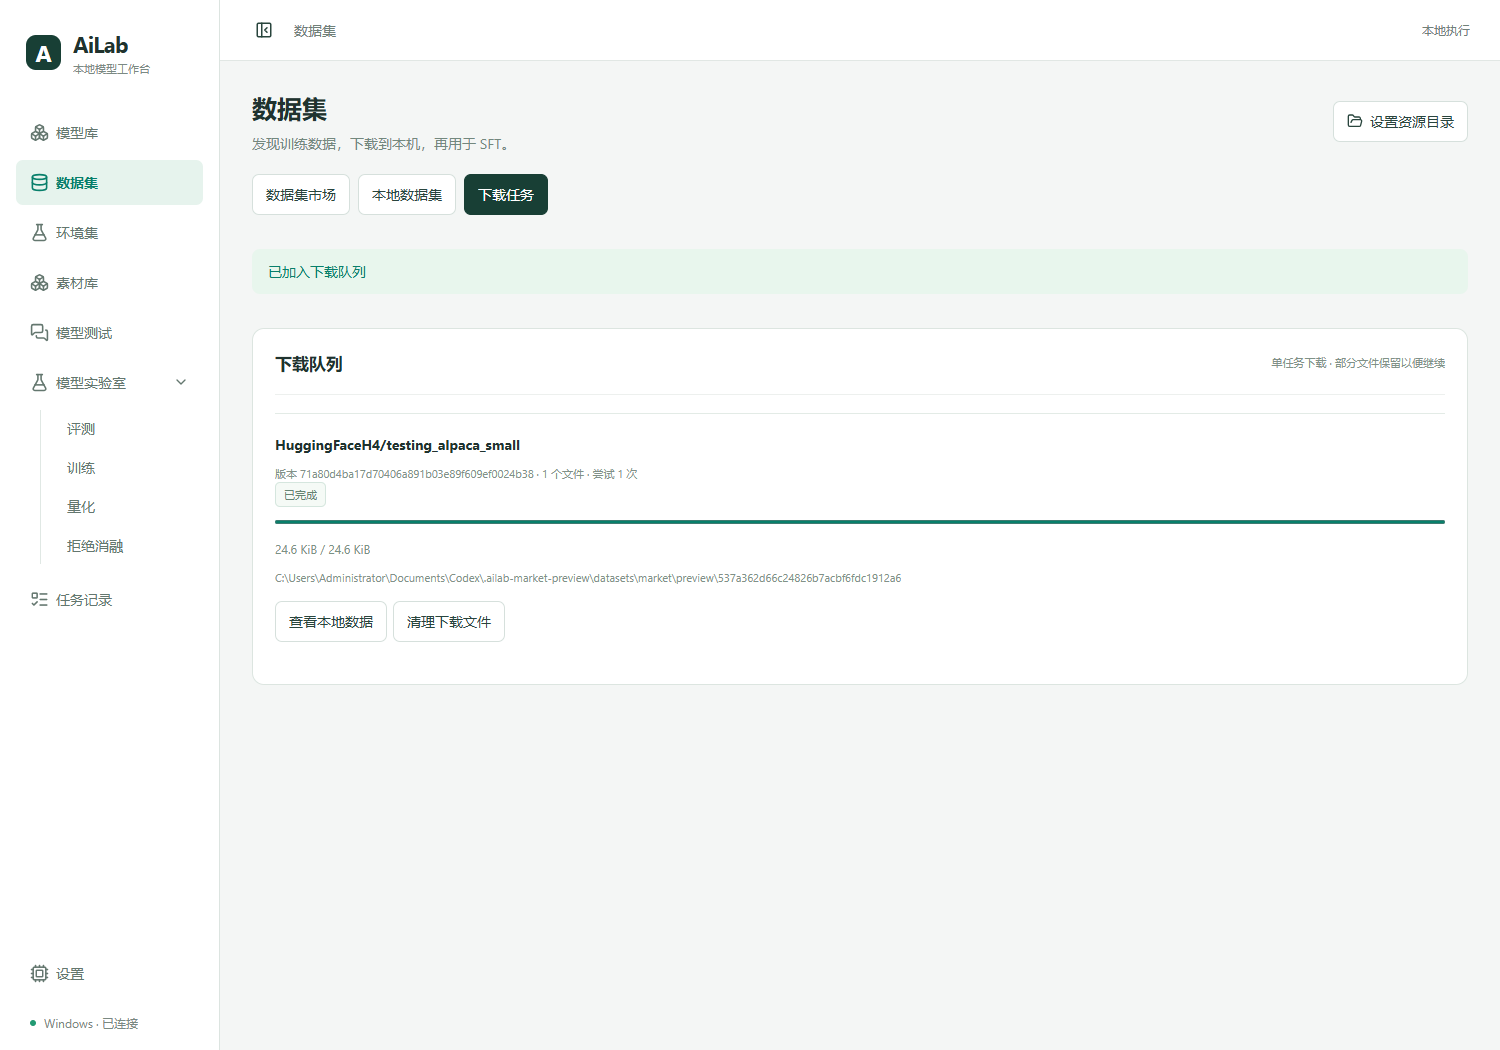 A
AiLab
本地模型工作台
模型库
数据集
环境集
素材库
模型测试
模型实验室
评测
训练
量化
拒绝消融
任务记录
设置
Windows · 已连接
数据集
本地执行
数据集
发现训练数据，下载到本机，再用于 SFT。
设置资源目录
数据集市场
本地数据集
下载任务
已加入下载队列
下载队列
单任务下载 · 部分文件保留以便继续
HuggingFaceH4/testing_alpaca_small
版本 71a80d4ba17d70406a891b03e89f609ef0024b38 · 1 个文件 · 尝试 1 次
已完成
24.6 KiB / 24.6 KiB
C:\Users\Administrator\Documents\Codex\.ailab-market-preview\datasets\market\preview\537a362d66c24826b7acbf6fdc1912a6
查看本地数据
清理下载文件